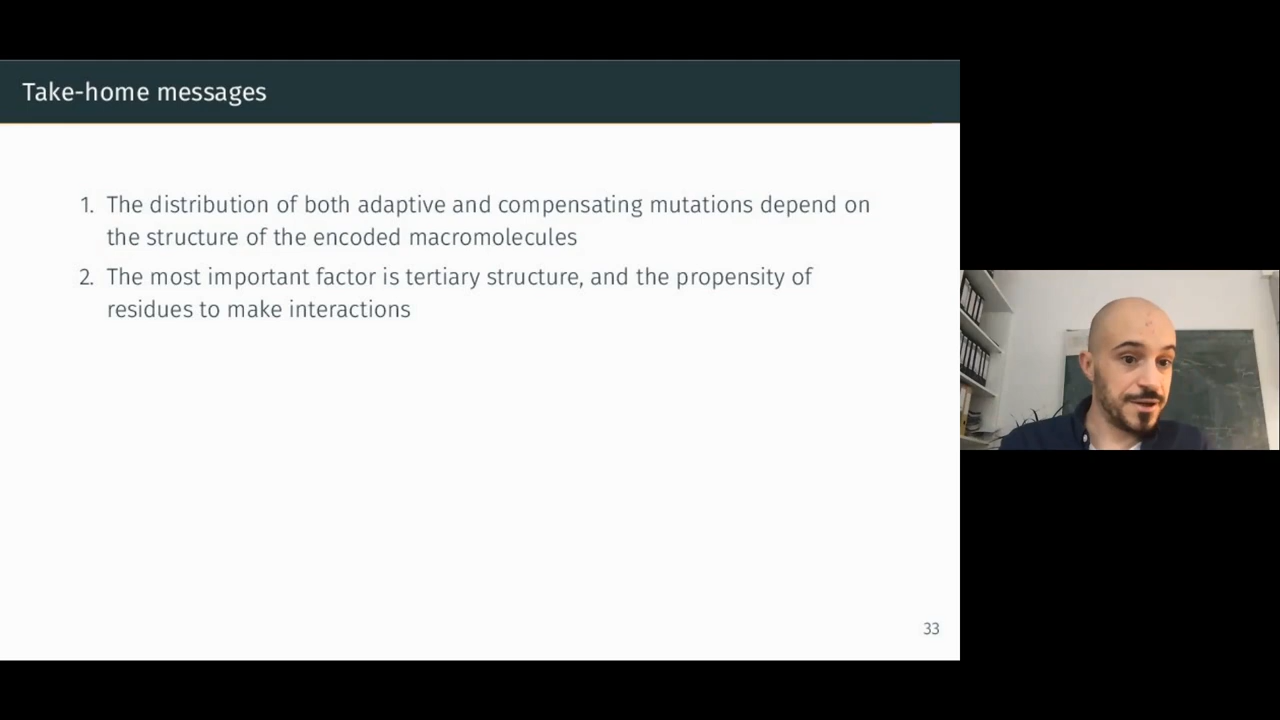 Take-home messages
1. The distribution of both adaptive and compensating mutations depend on
the structure of the encoded macromolecules
2. The most important factor is tertiary structure, and the propensity of
residues to make interactions
33